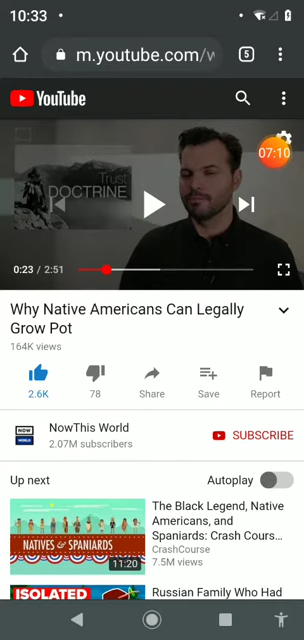 10:33
m.youtube.com/w
5
YouTube
07:10
Trust
DOCTRINE
0:23 / 2:51
Why Native Americans Can Legally
Grow Pot
164K views
2.6K
78
Share
Save
Report
NOW
WORLD
NowThis World
2.07M subscribers
SUBSCRIBE
Up next
Autoplay
NATIVES & SPANIARDS
11:20
The Black Legend, Native
Americans, and
Spaniards: Crash Cours...
CrashCourse
7.5M views
ISOLATED
Russian Family Who Had